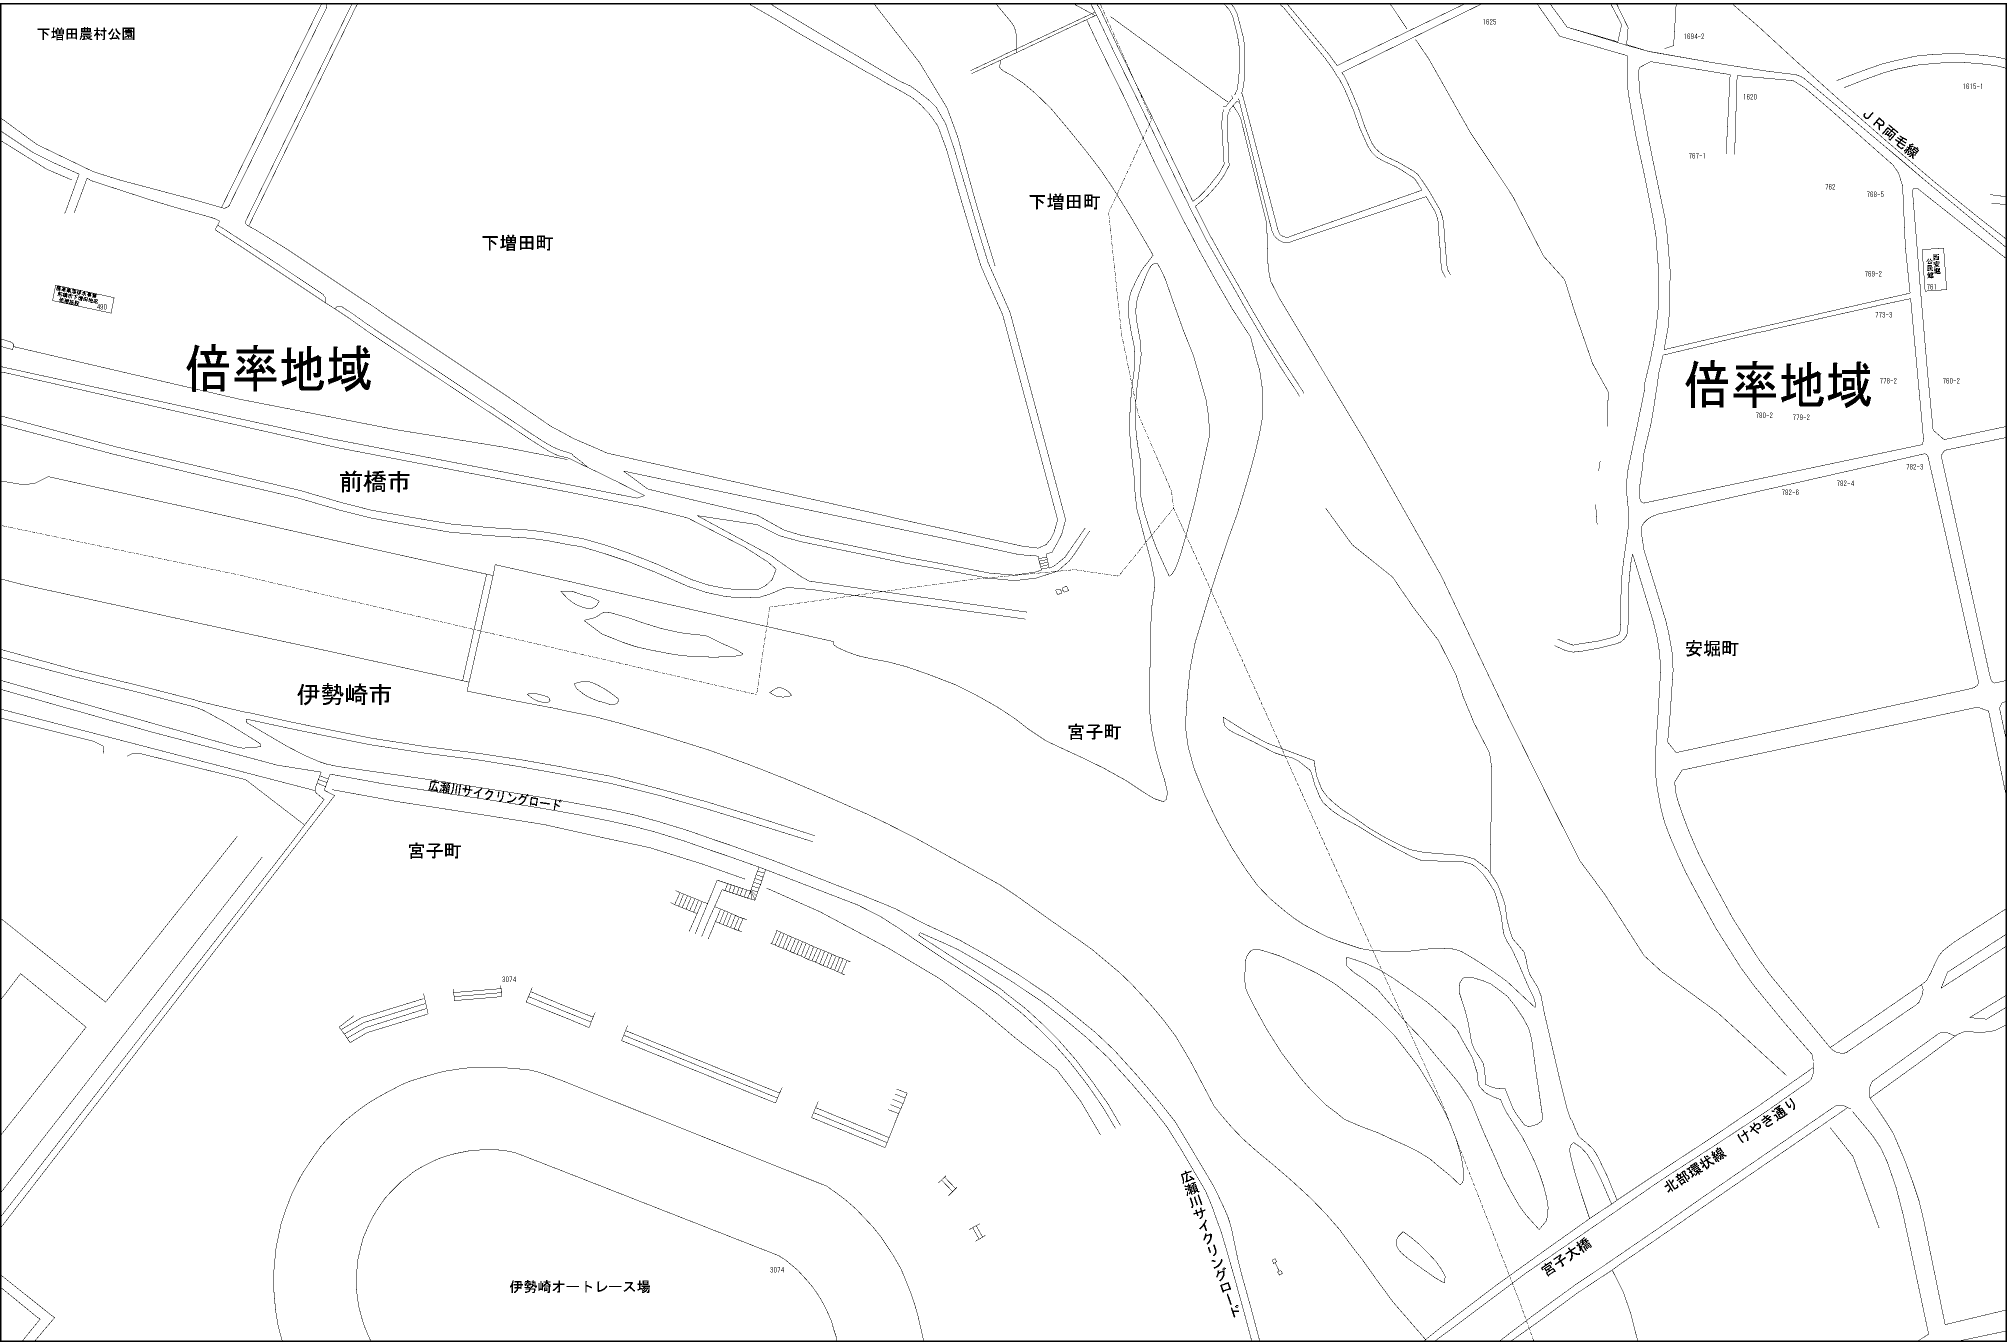 下増田農村公園
1625
1694-2
1615-1
1620
JR両毛線
767-1
762
768-5
下増田町
下増田町
769-2
761
490
773-3
倍率地域
倍率地域
778-2
760-2
780-2
779-2
前橋市
782-3
782-4
782-6
安堀町
伊勢崎市
宮子町
広瀬川サイクリングロード
宮子町
3074
けやき通り
北部環状線
広瀬川サイクリングロード
宮子大橋
3074
伊勢崎オートレース場